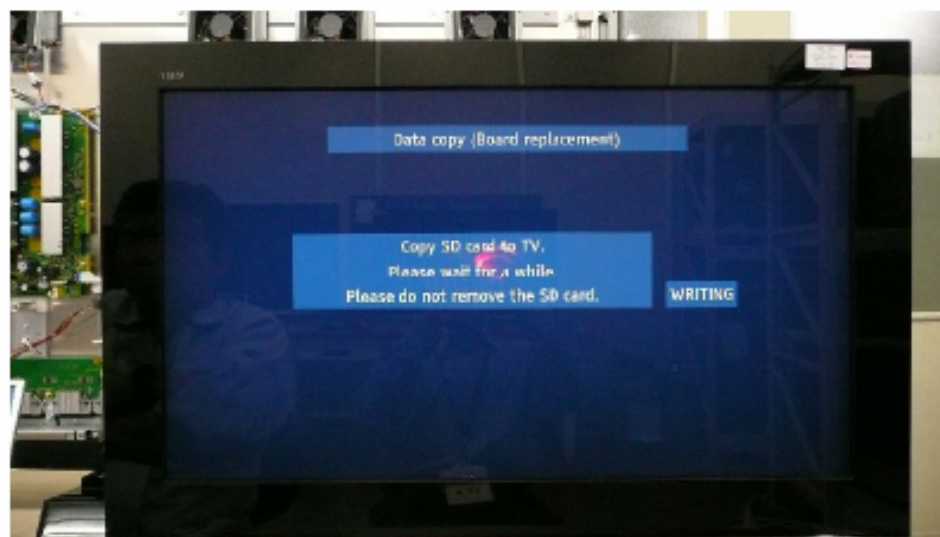 Data copy (Board replacement)
Copy SD card to TV.
Please wait for a while
Please do not remove the SD card.
WRITING